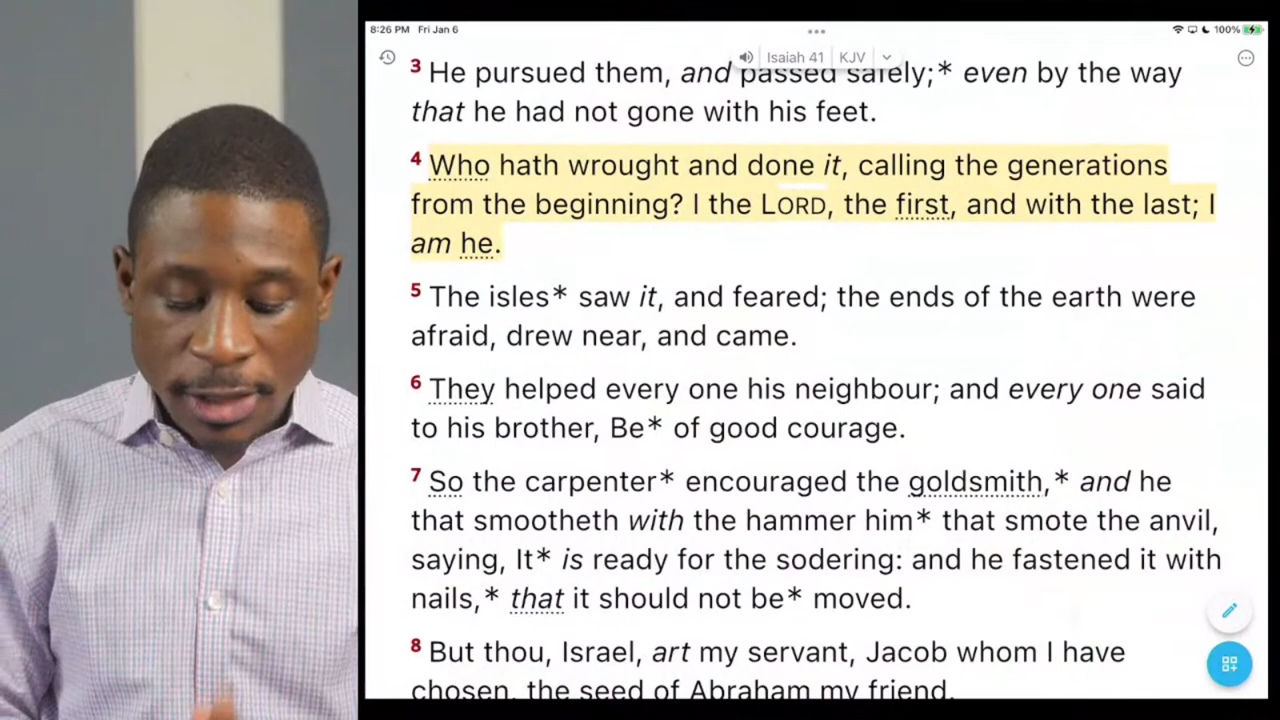 8:26 PM Fri Jan 6
100%
Isaiah 41 KJV
3 He pursued them, and passed safely;* even by the way
that he had not gone with his feet.
4 Who hath wrought and done it, calling the generations
from the beginning? I the LORD, the first, and with the last; I
am he.
5 The isles* saw it, and feared; the ends of the earth were
afraid, drew near, and came.
6 They helped every one his neighbour; and every one said
to his brother, Be* of good courage.
7 So the carpenter* encouraged the goldsmith,* and he
that smootheth with the hammer him* that smote the anvil,
saying, It* is ready for the sodering: and he fastened it with
nails,* that it should not be* moved.
8 But thou, Israel, art my servant, Jacob whom I have
chosen, the seed of Abraham my friend.